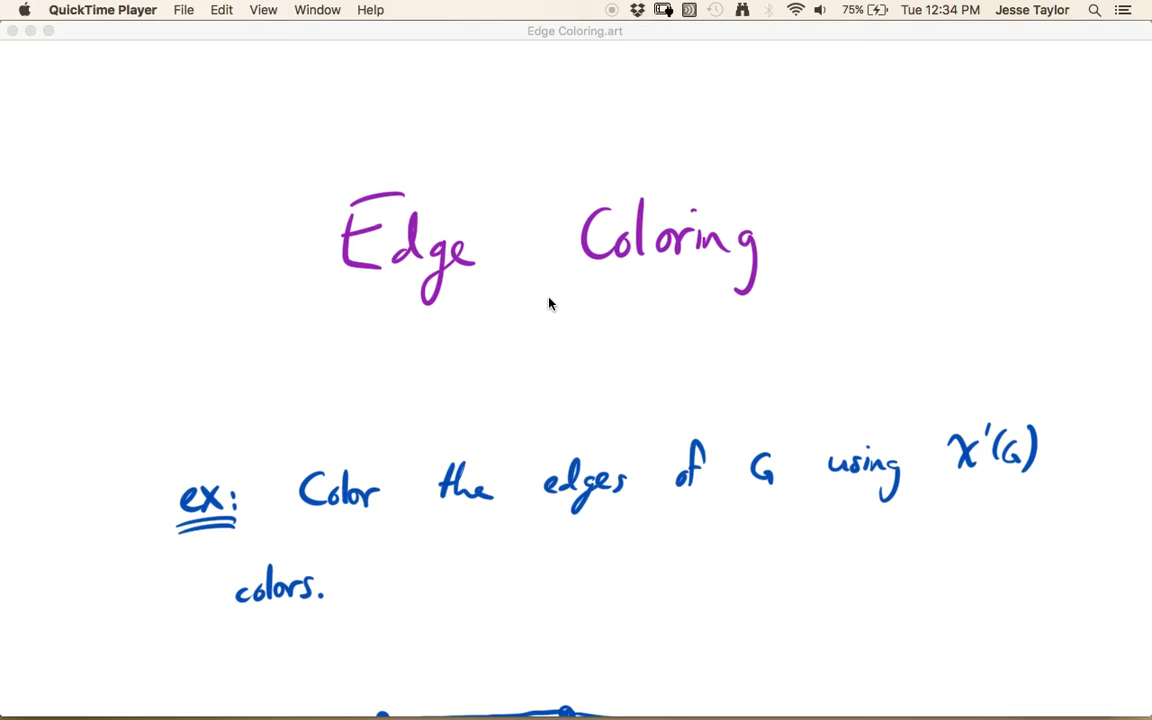 QuickTime Player File Edit View Window Help 75% Tue 12:34 PM Jesse Taylor
Edge Coloring.art
Edge Coloring
ex: Color the edges of G using χ'(G)
colors.